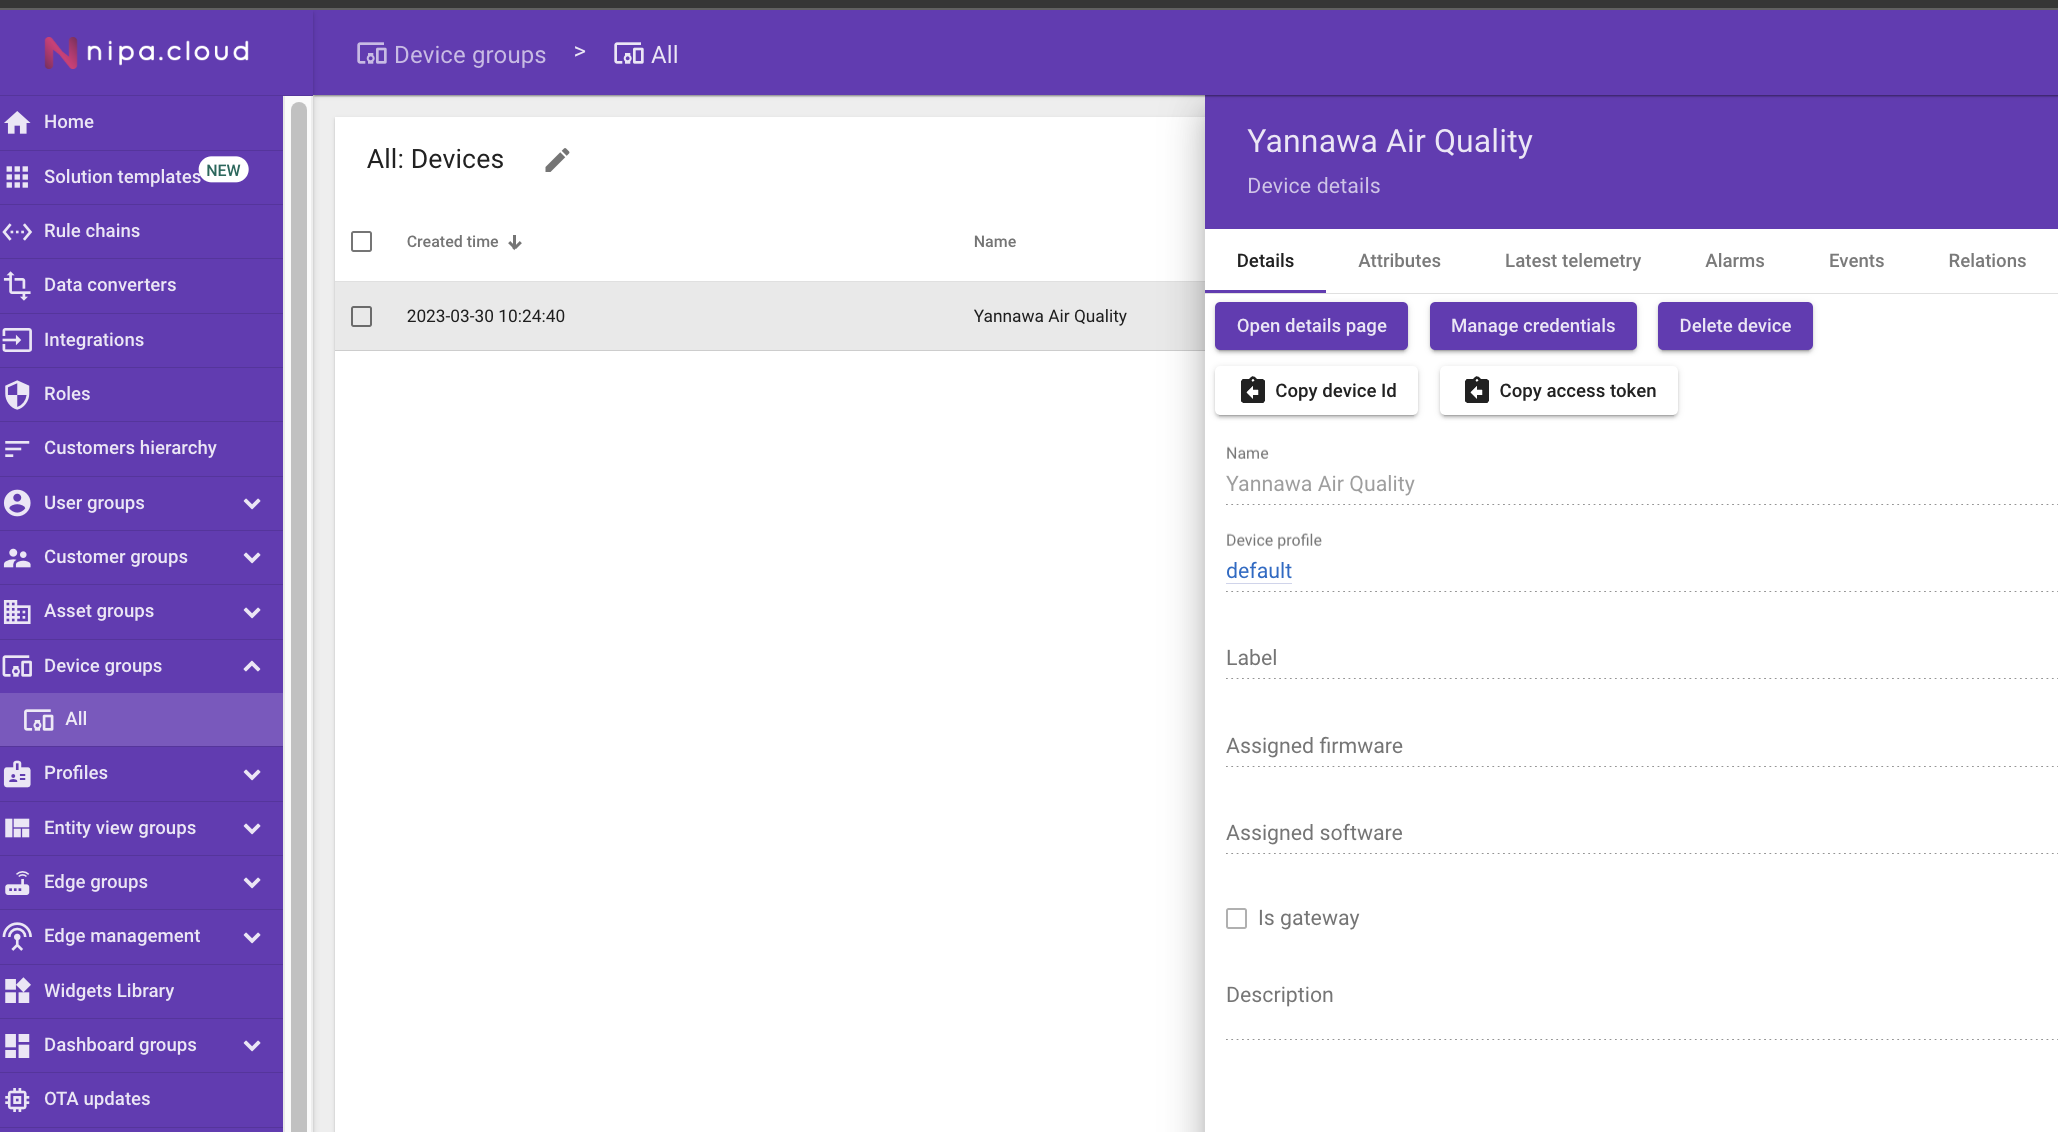 nipa.cloud
Device groups > All
Home
Solution templates NEW
Rule chains
Data converters
Integrations
Roles
Customers hierarchy
User groups
Customer groups
Asset groups
Device groups
All
Profiles
Entity view groups
Edge groups
Edge management
Widgets Library
Dashboard groups
OTA updates
All: Devices
Created time Name
2023-03-30 10:24:40 Yannawa Air Quality
Yannawa Air Quality
Device details
Details Attributes Latest telemetry Alarms Events Relations
Open details page Manage credentials Delete device
Copy device Id Copy access token
Name
Yannawa Air Quality
Device profile
default
Label
Assigned firmware
Assigned software
Is gateway
Description